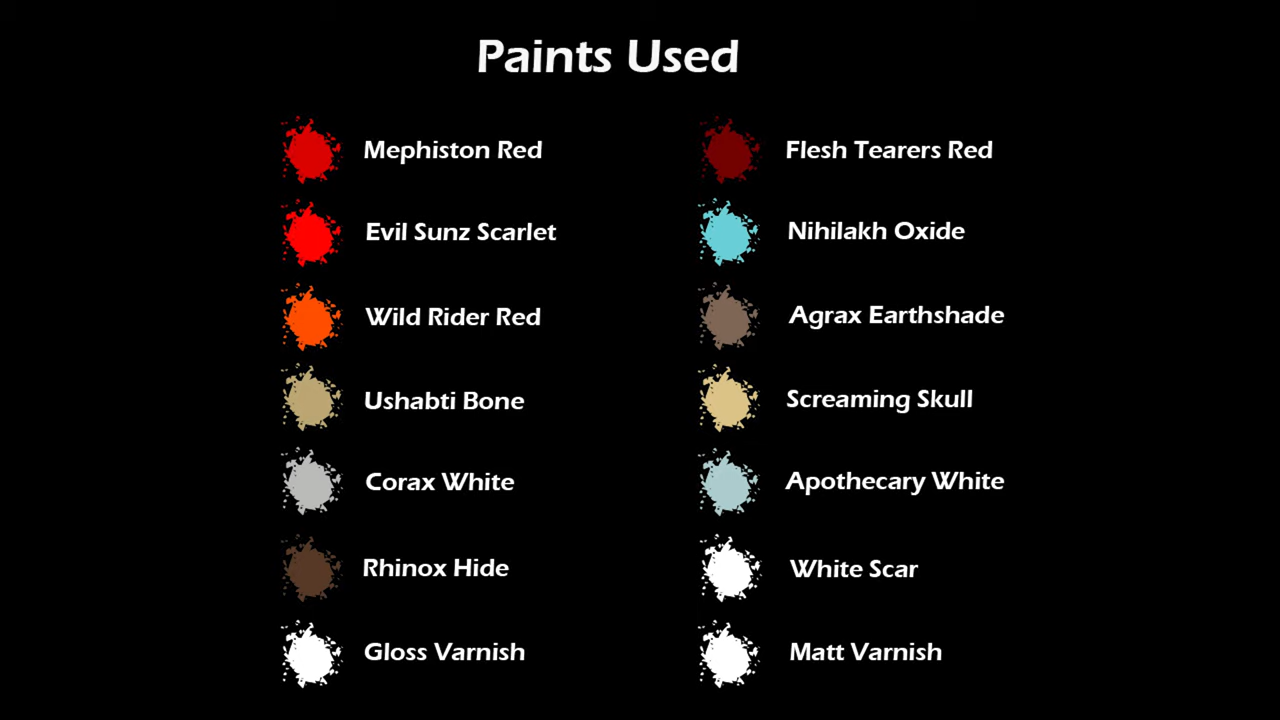 Paints Used
Mephiston Red
Flesh Tearers Red
Evil Sunz Scarlet
Nihilakh Oxide
Wild Rider Red
Agrax Earthshade
Ushabti Bone
Screaming Skull
Corax White
Apothecary White
Rhinox Hide
White Scar
Gloss Varnish
Matt Varnish